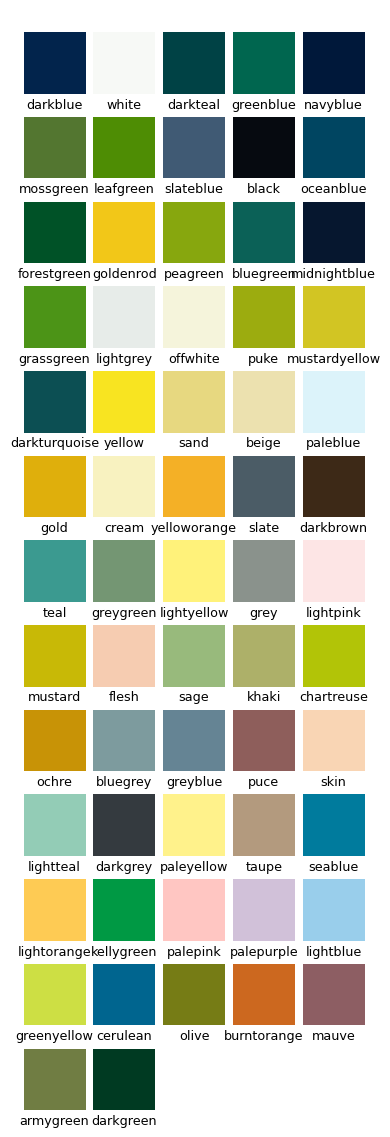 darkblue white darkteal greenblue navyblue
mossgreen leafgreen slateblue black oceanblue
forestgreen goldenrod peagreen bluegreen midnightblue
grassgreen lightgrey offwhite puke mustardyellow
darkturquoise yellow sand beige paleblue
gold cream yelloworange slate darkbrown
teal greygreen lightyellow grey lightpink
mustard flesh sage khaki chartreuse
ochre bluegrey greyblue puce skin
lightteal darkgrey paleyellow taupe seablue
lightorange kellygreen palepink palepurple lightblue
greenyellow cerulean olive burntorange mauve
armygreen darkgreen